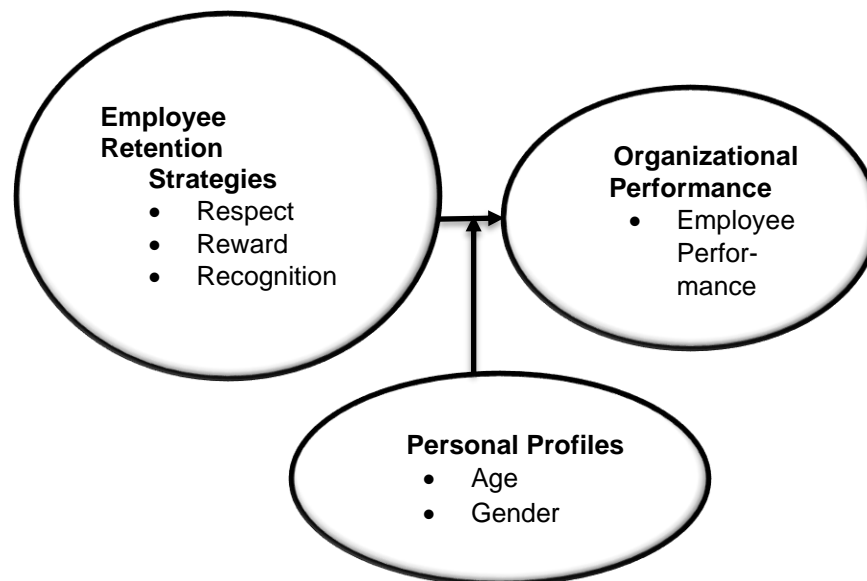 Employee
Retention
Strategies
• Respect
• Reward
• Recognition
Organizational
Performance
• Employee
Perfor-
mance
Personal Profiles
• Age
• Gender